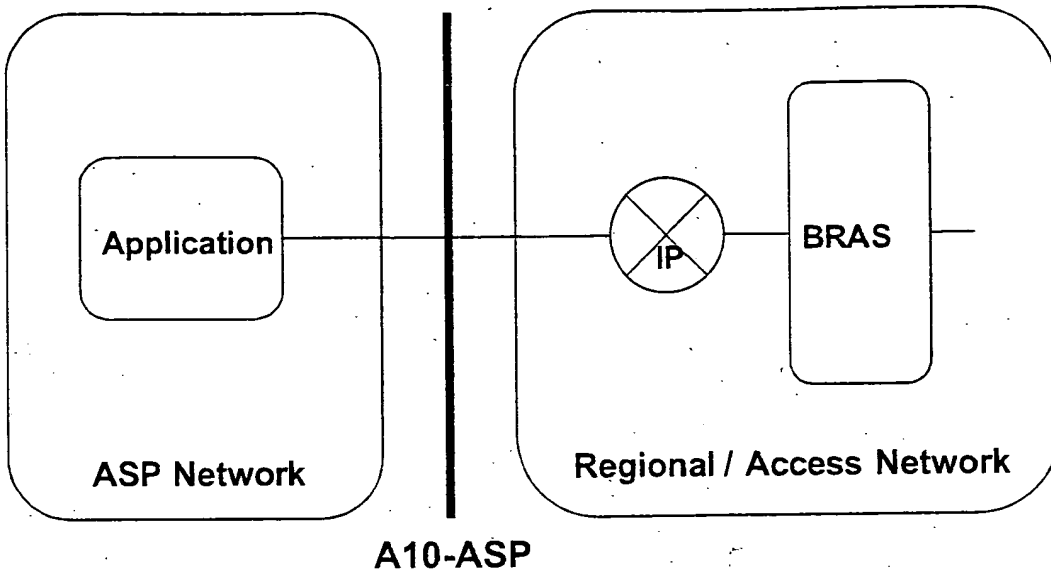 Application
IP
BRAS
ASP Network
Regional / Access Network
A10-ASP